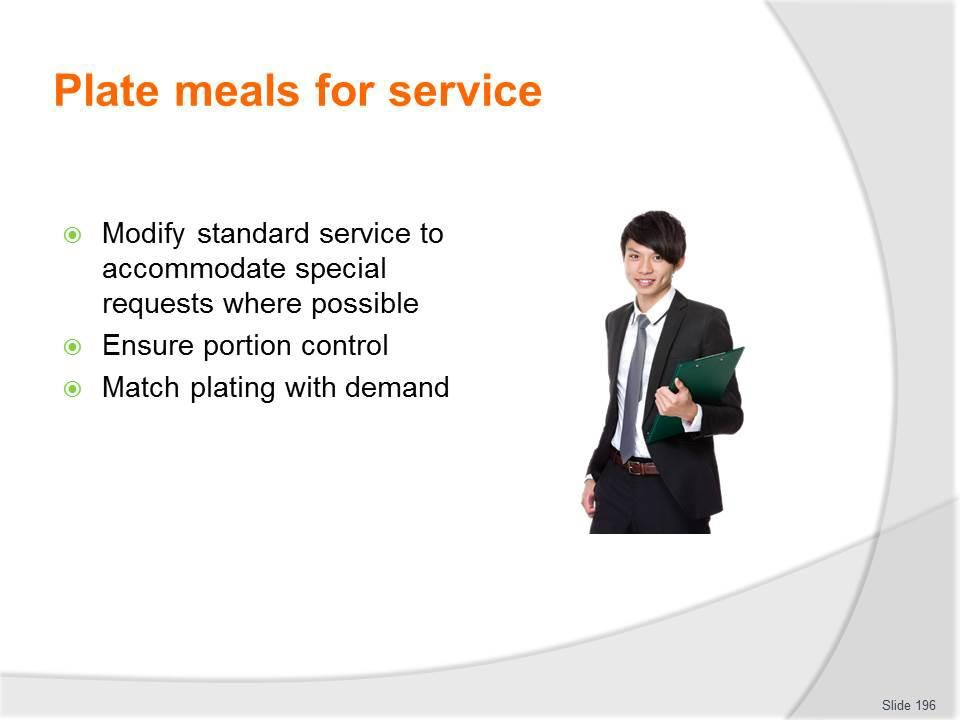 Plate meals for service
Modify standard service to
accommodate special
requests where possible
Ensure portion control
Match plating with demand
Slide 196